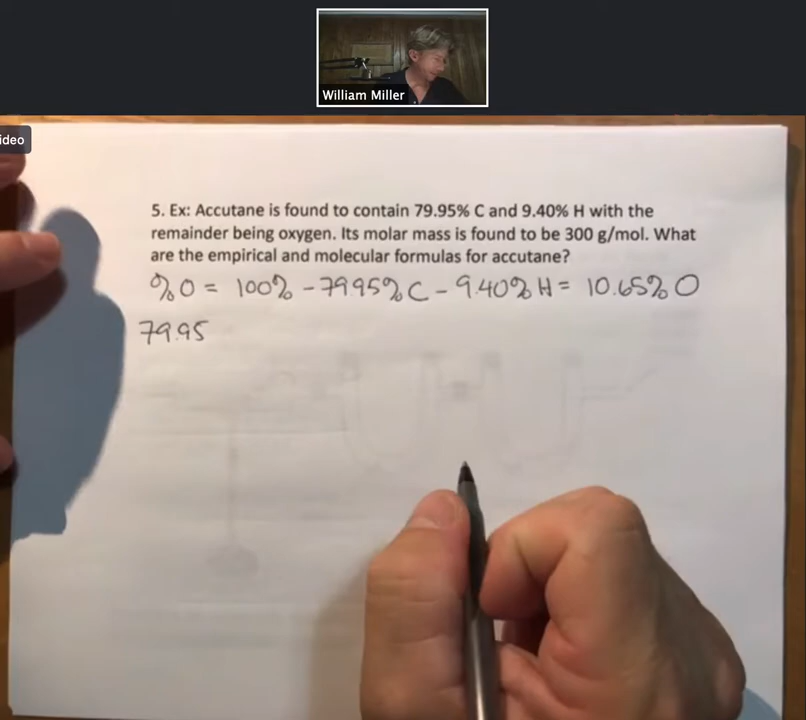 William Miller
ideo
5. Ex: Accutane is found to contain 79.95% C and 9.40% H with the
remainder being oxygen. Its molar mass is found to be 300 g/mol. What
are the empirical and molecular formulas for accutane?
%O = 100% - 79.95% C - 9.40% H = 10.65% O
79.95